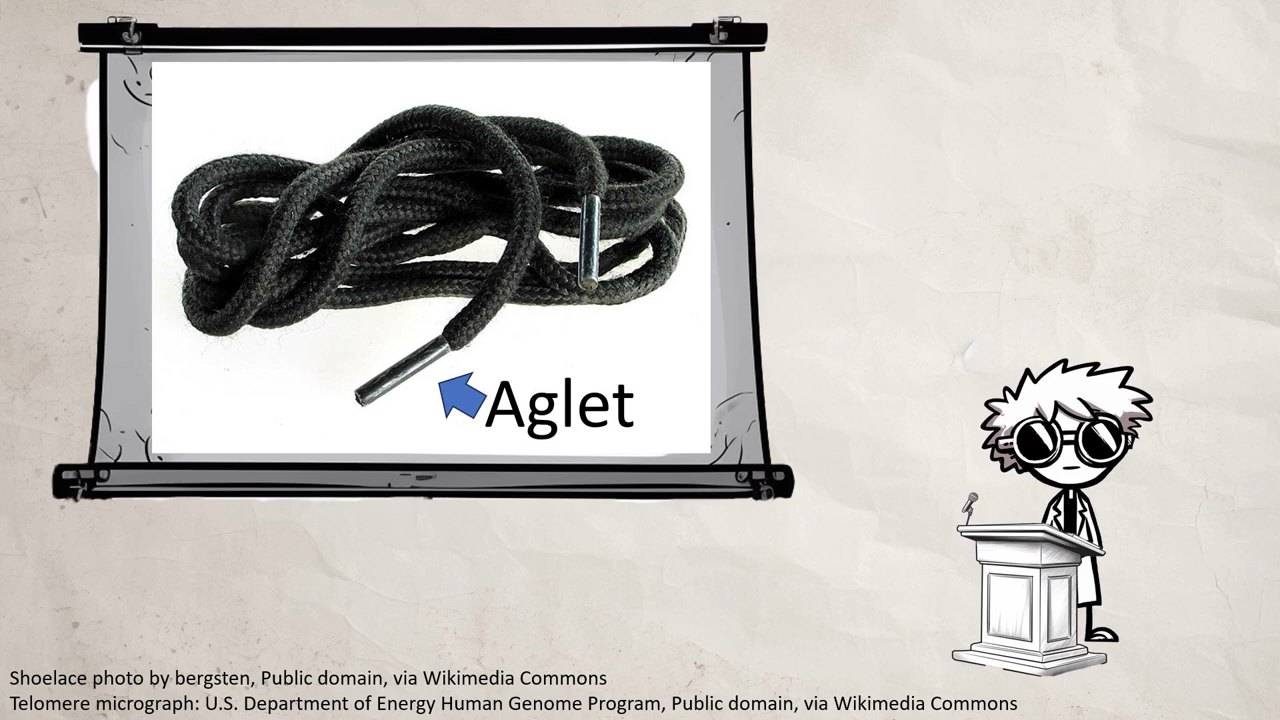 Aglet
Shoelace photo by bergsten, Public domain, via Wikimedia Commons
Telomere micrograph: U.S. Department of Energy Human Genome Program, Public domain, via Wikimedia Commons